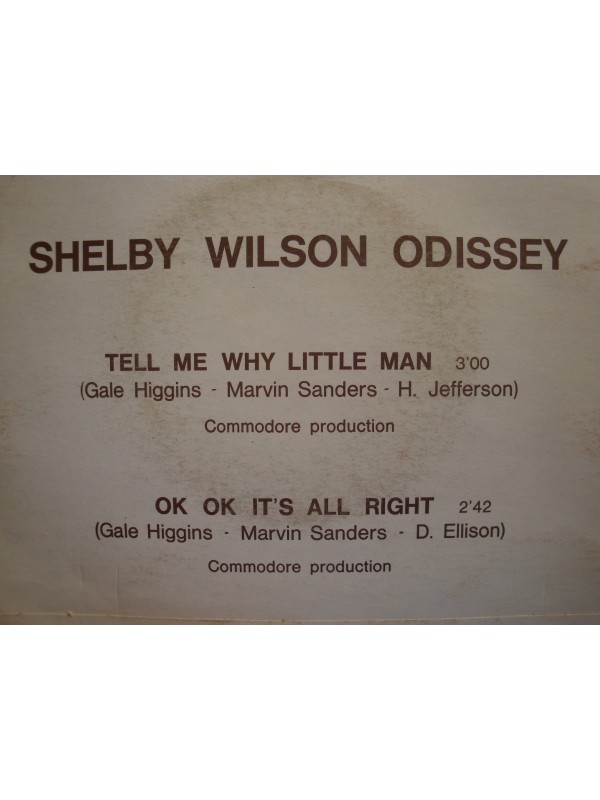 SHELBY WILSON ODISSEY
TELL ME WHY LITTLE MAN 3'00
(Gale Higgins - Marvin Sanders - H. Jefferson)
Commodore production
OK OK IT'S ALL RIGHT 2'42
(Gale Higgins - Marvin Sanders - D. Ellison)
Commodore production